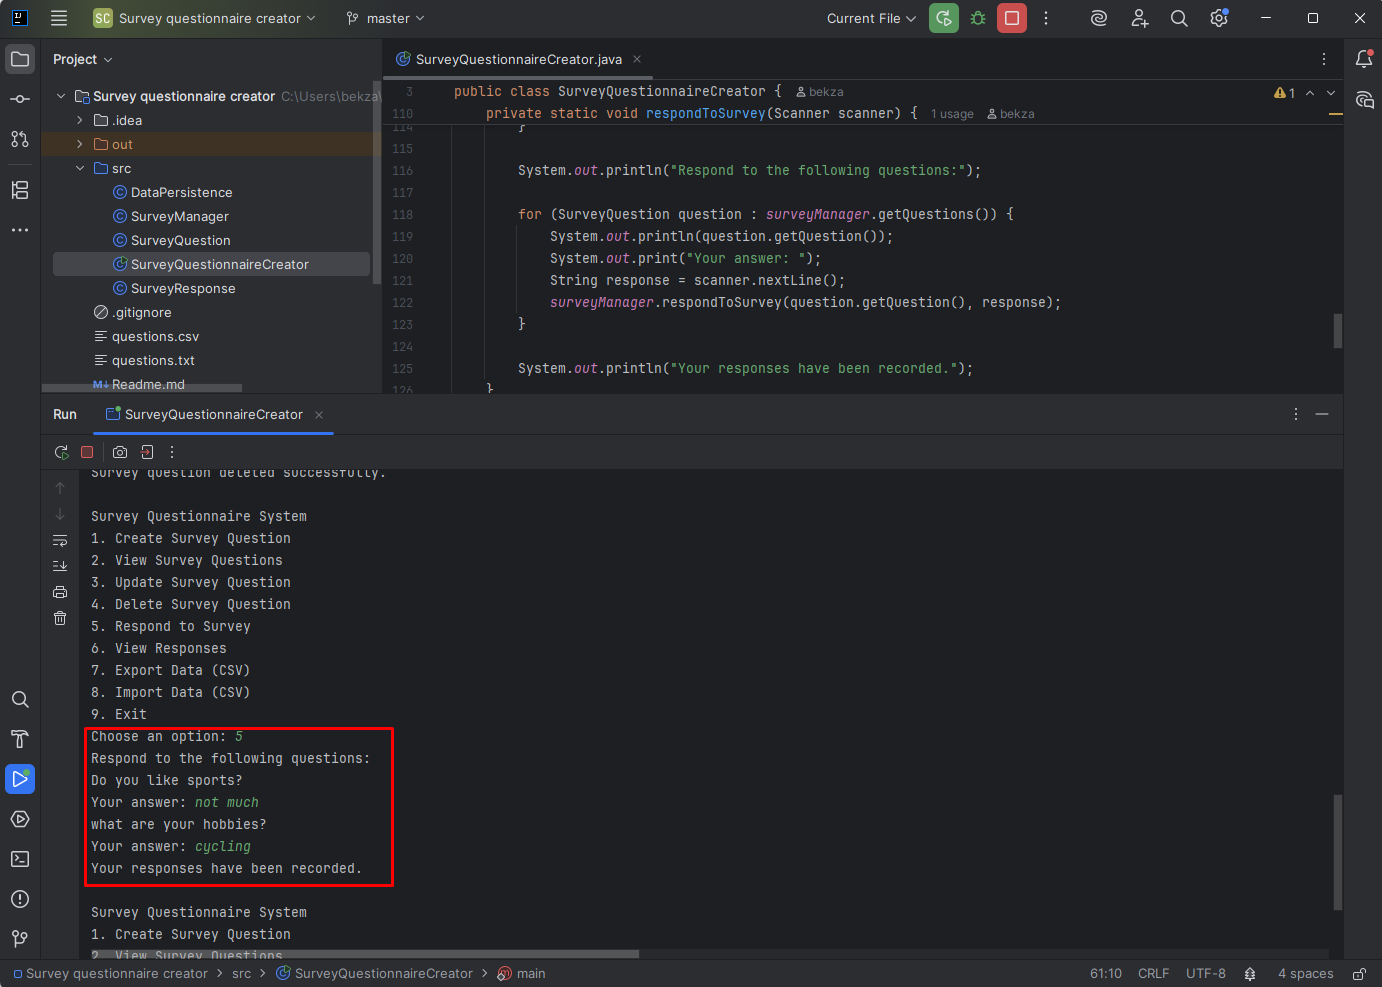 SC Survey questionnaire creator master Current File
Project
SurveyQuestionnaireCreator.java
Survey questionnaire creator C:\Users\bekza\
.idea
out
src
DataPersistence
SurveyManager
SurveyQuestion
SurveyQuestionnaireCreator
SurveyResponse
.gitignore
questions.csv
questions.txt
Readme.md
3 public class SurveyQuestionnaireCreator { bekza
1
110 private static void respondToSurvey(Scanner scanner) { 1 usage bekza
114 }
115
116 System.out.println("Respond to the following questions:");
117
118 for (SurveyQuestion question : surveyManager.getQuestions()) {
119 System.out.println(question.getQuestion());
120 System.out.print("Your answer: ");
121 String response = scanner.nextLine();
122 surveyManager.respondToSurvey(question.getQuestion(), response);
123 }
124
125 System.out.println("Your responses have been recorded.");
126 }
Run SurveyQuestionnaireCreator
Survey question deleted successfully.
Survey Questionnaire System
1. Create Survey Question
2. View Survey Questions
3. Update Survey Question
4. Delete Survey Question
5. Respond to Survey
6. View Responses
7. Export Data (CSV)
8. Import Data (CSV)
9. Exit
Choose an option: 5
Respond to the following questions:
Do you like sports?
Your answer: not much
what are your hobbies?
Your answer: cycling
Your responses have been recorded.
Survey Questionnaire System
1. Create Survey Question
2. View Survey Questions
Survey questionnaire creator > src > SurveyQuestionnaireCreator > main 61:10 CRLF UTF-8 4 spaces